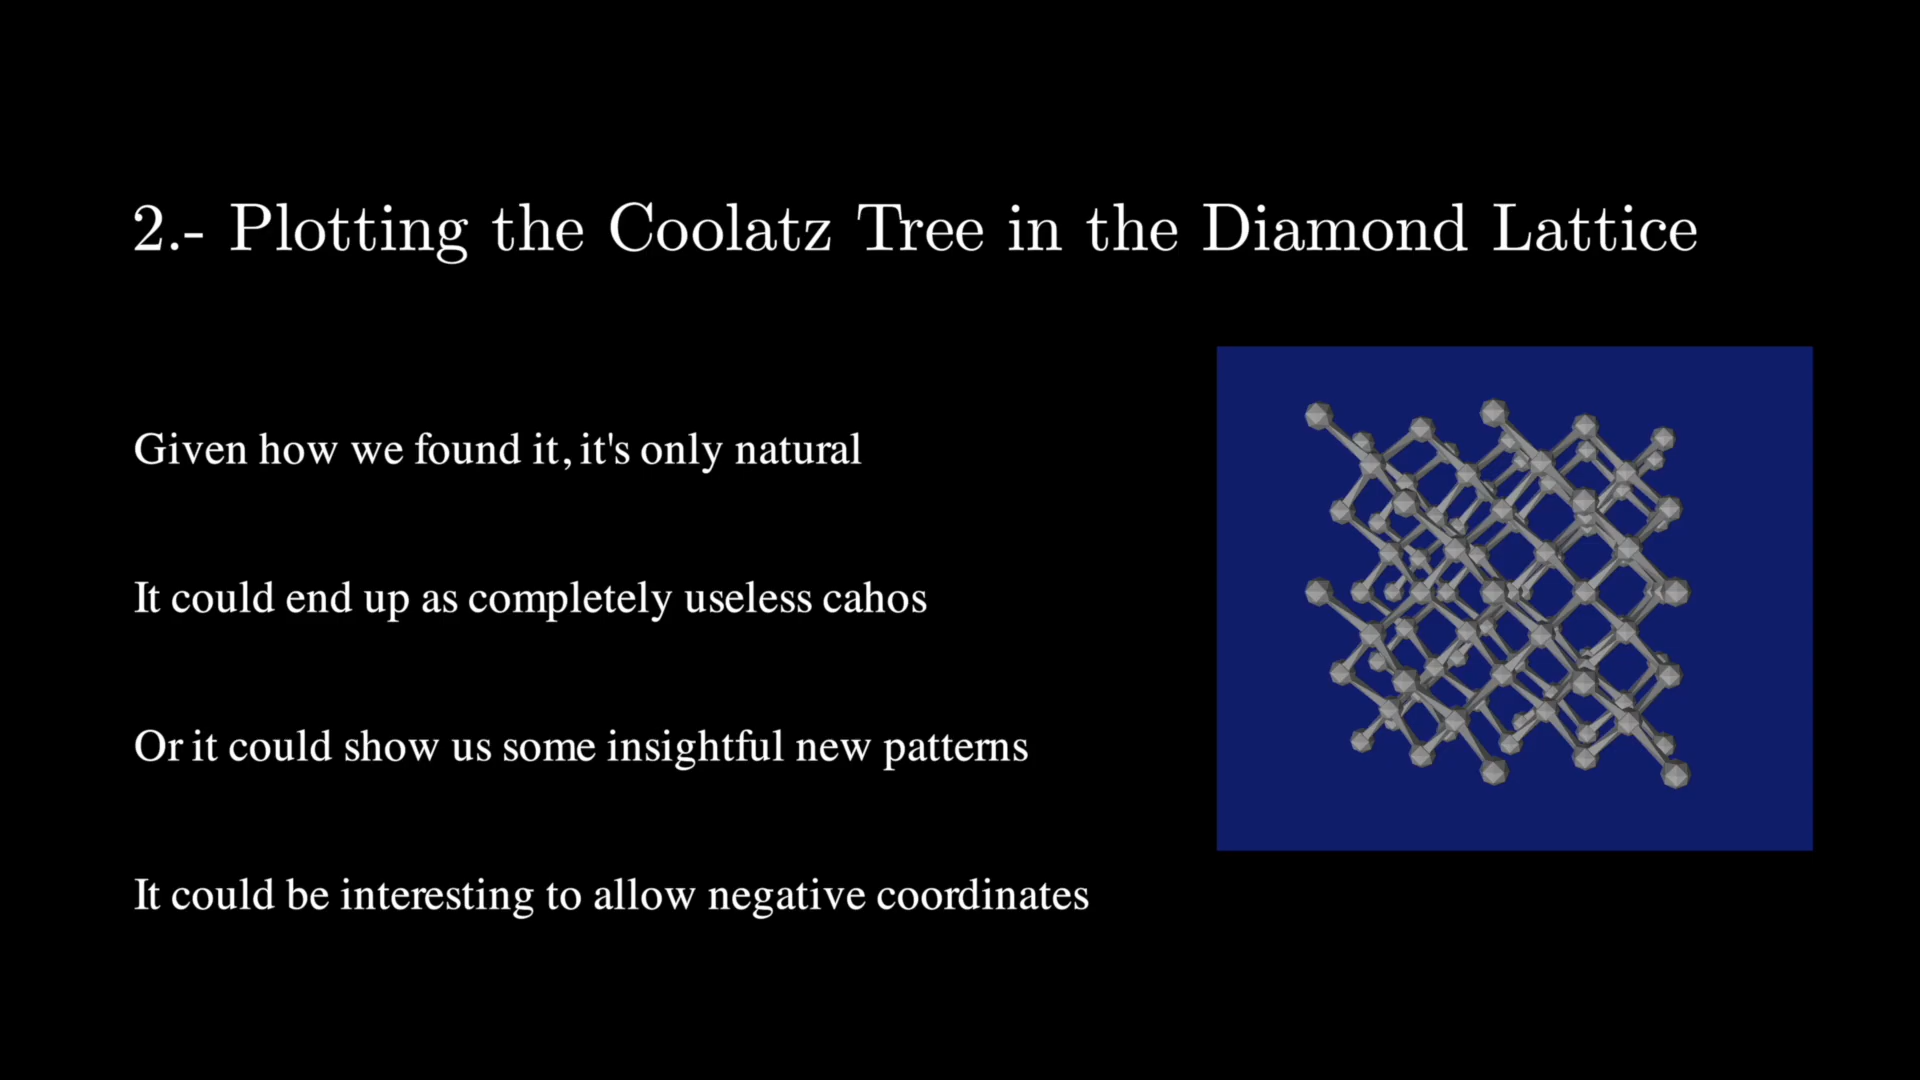 2.- Plotting the Coolatz Tree in the Diamond Lattice
Given how we found it, it's only natural
It could end up as completely useless cahos
Or it could show us some insightful new patterns
It could be interesting to allow negative coordinates